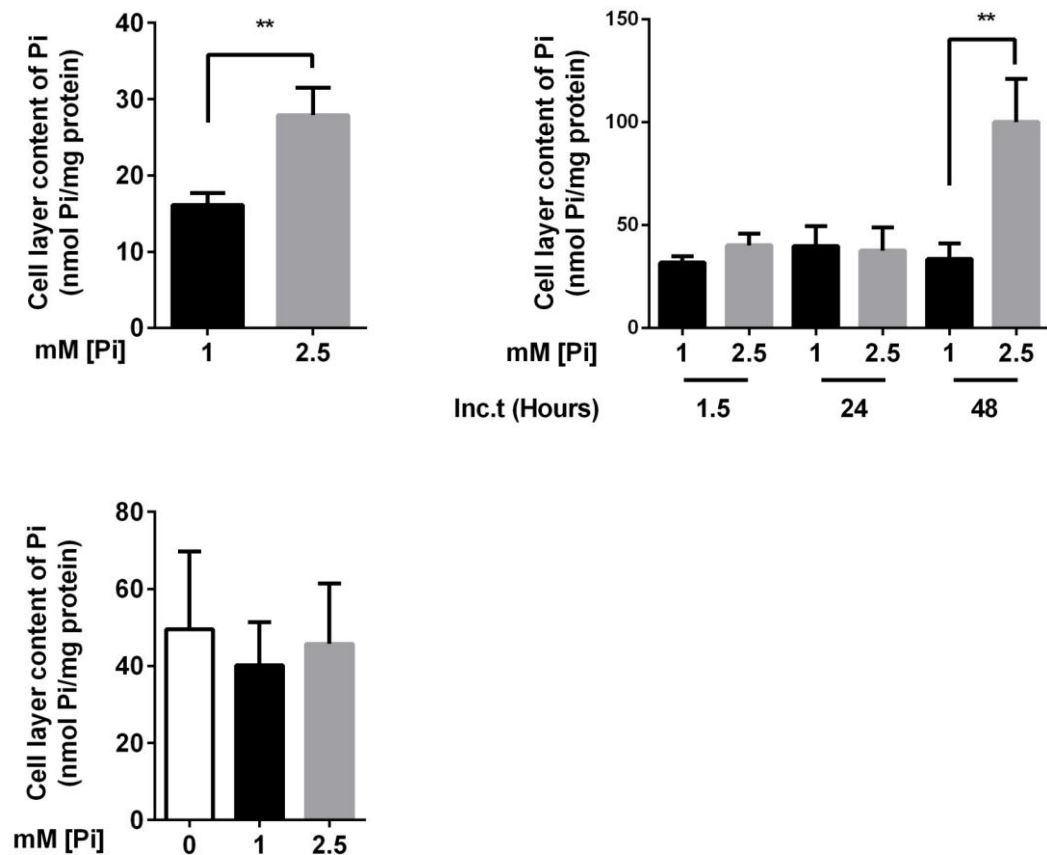 **
Cell layer content of Pi
(nmol Pi/mg protein)
40
30
20
10
0
mM [Pi] 1 2.5
**
Cell layer content of Pi
(nmol Pi/mg protein)
150
100
50
0
mM [Pi] 1 2.5 1 2.5 1 2.5
Inc.t (Hours) 1.5 24 48
Cell layer content of Pi
(nmol Pi/mg protein)
80
60
40
20
0
mM [Pi] 0 1 2.5